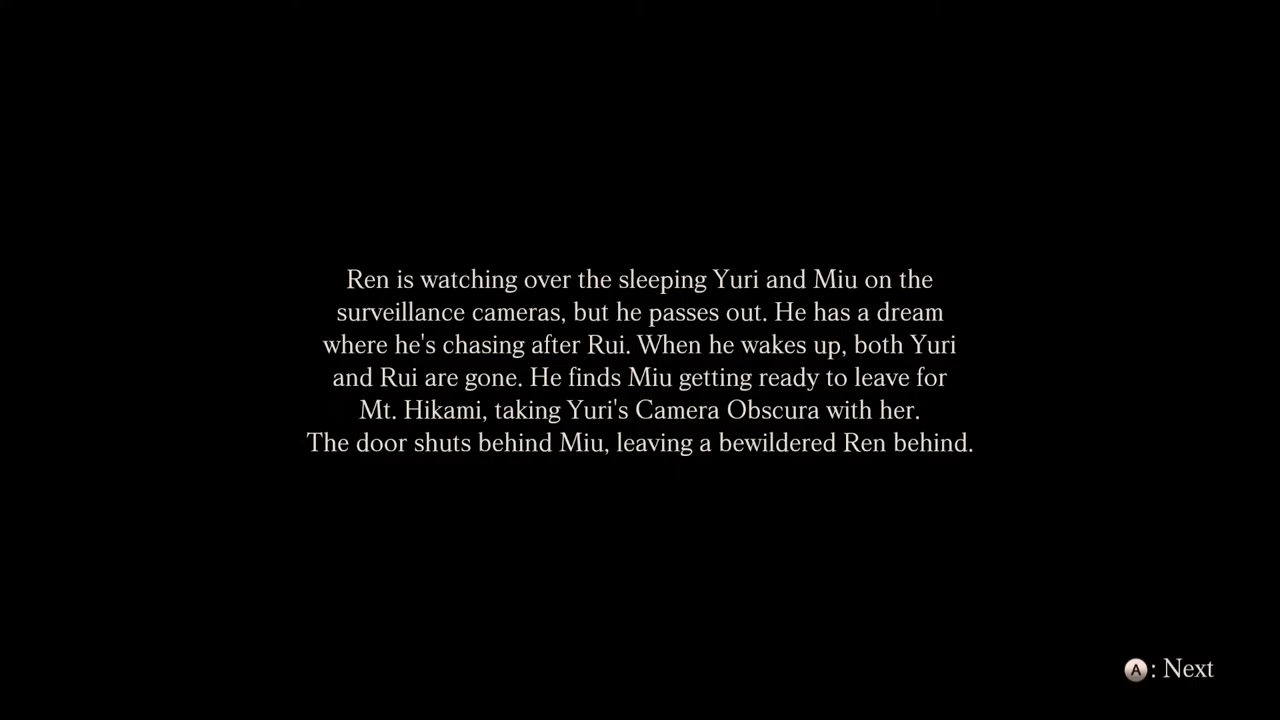 Ren is watching over the sleeping Yuri and Miu on the
surveillance cameras, but he passes out. He has a dream
where he's chasing after Rui. When he wakes up, both Yuri
and Rui are gone. He finds Miu getting ready to leave for
Mt. Hikami, taking Yuri's Camera Obscura with her.
The door shuts behind Miu, leaving a bewildered Ren behind.
A: Next